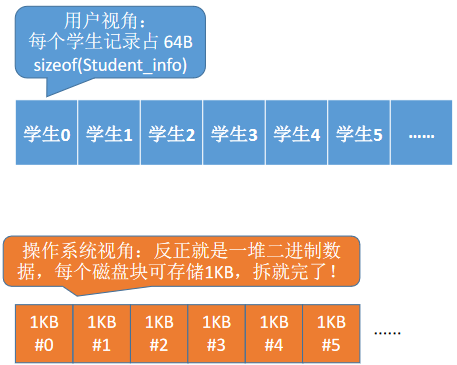 用户视角：
每个学生记录占 64B
sizeof(Student_info)
学生0 学生1 学生2 学生3 学生4 学生5 ......
操作系统视角：反正就是一堆二进制数
据，每个磁盘块可存储1KB，拆就完了！
1KB 1KB 1KB 1KB 1KB 1KB
#0 #1 #2 #3 #4 #5 ......